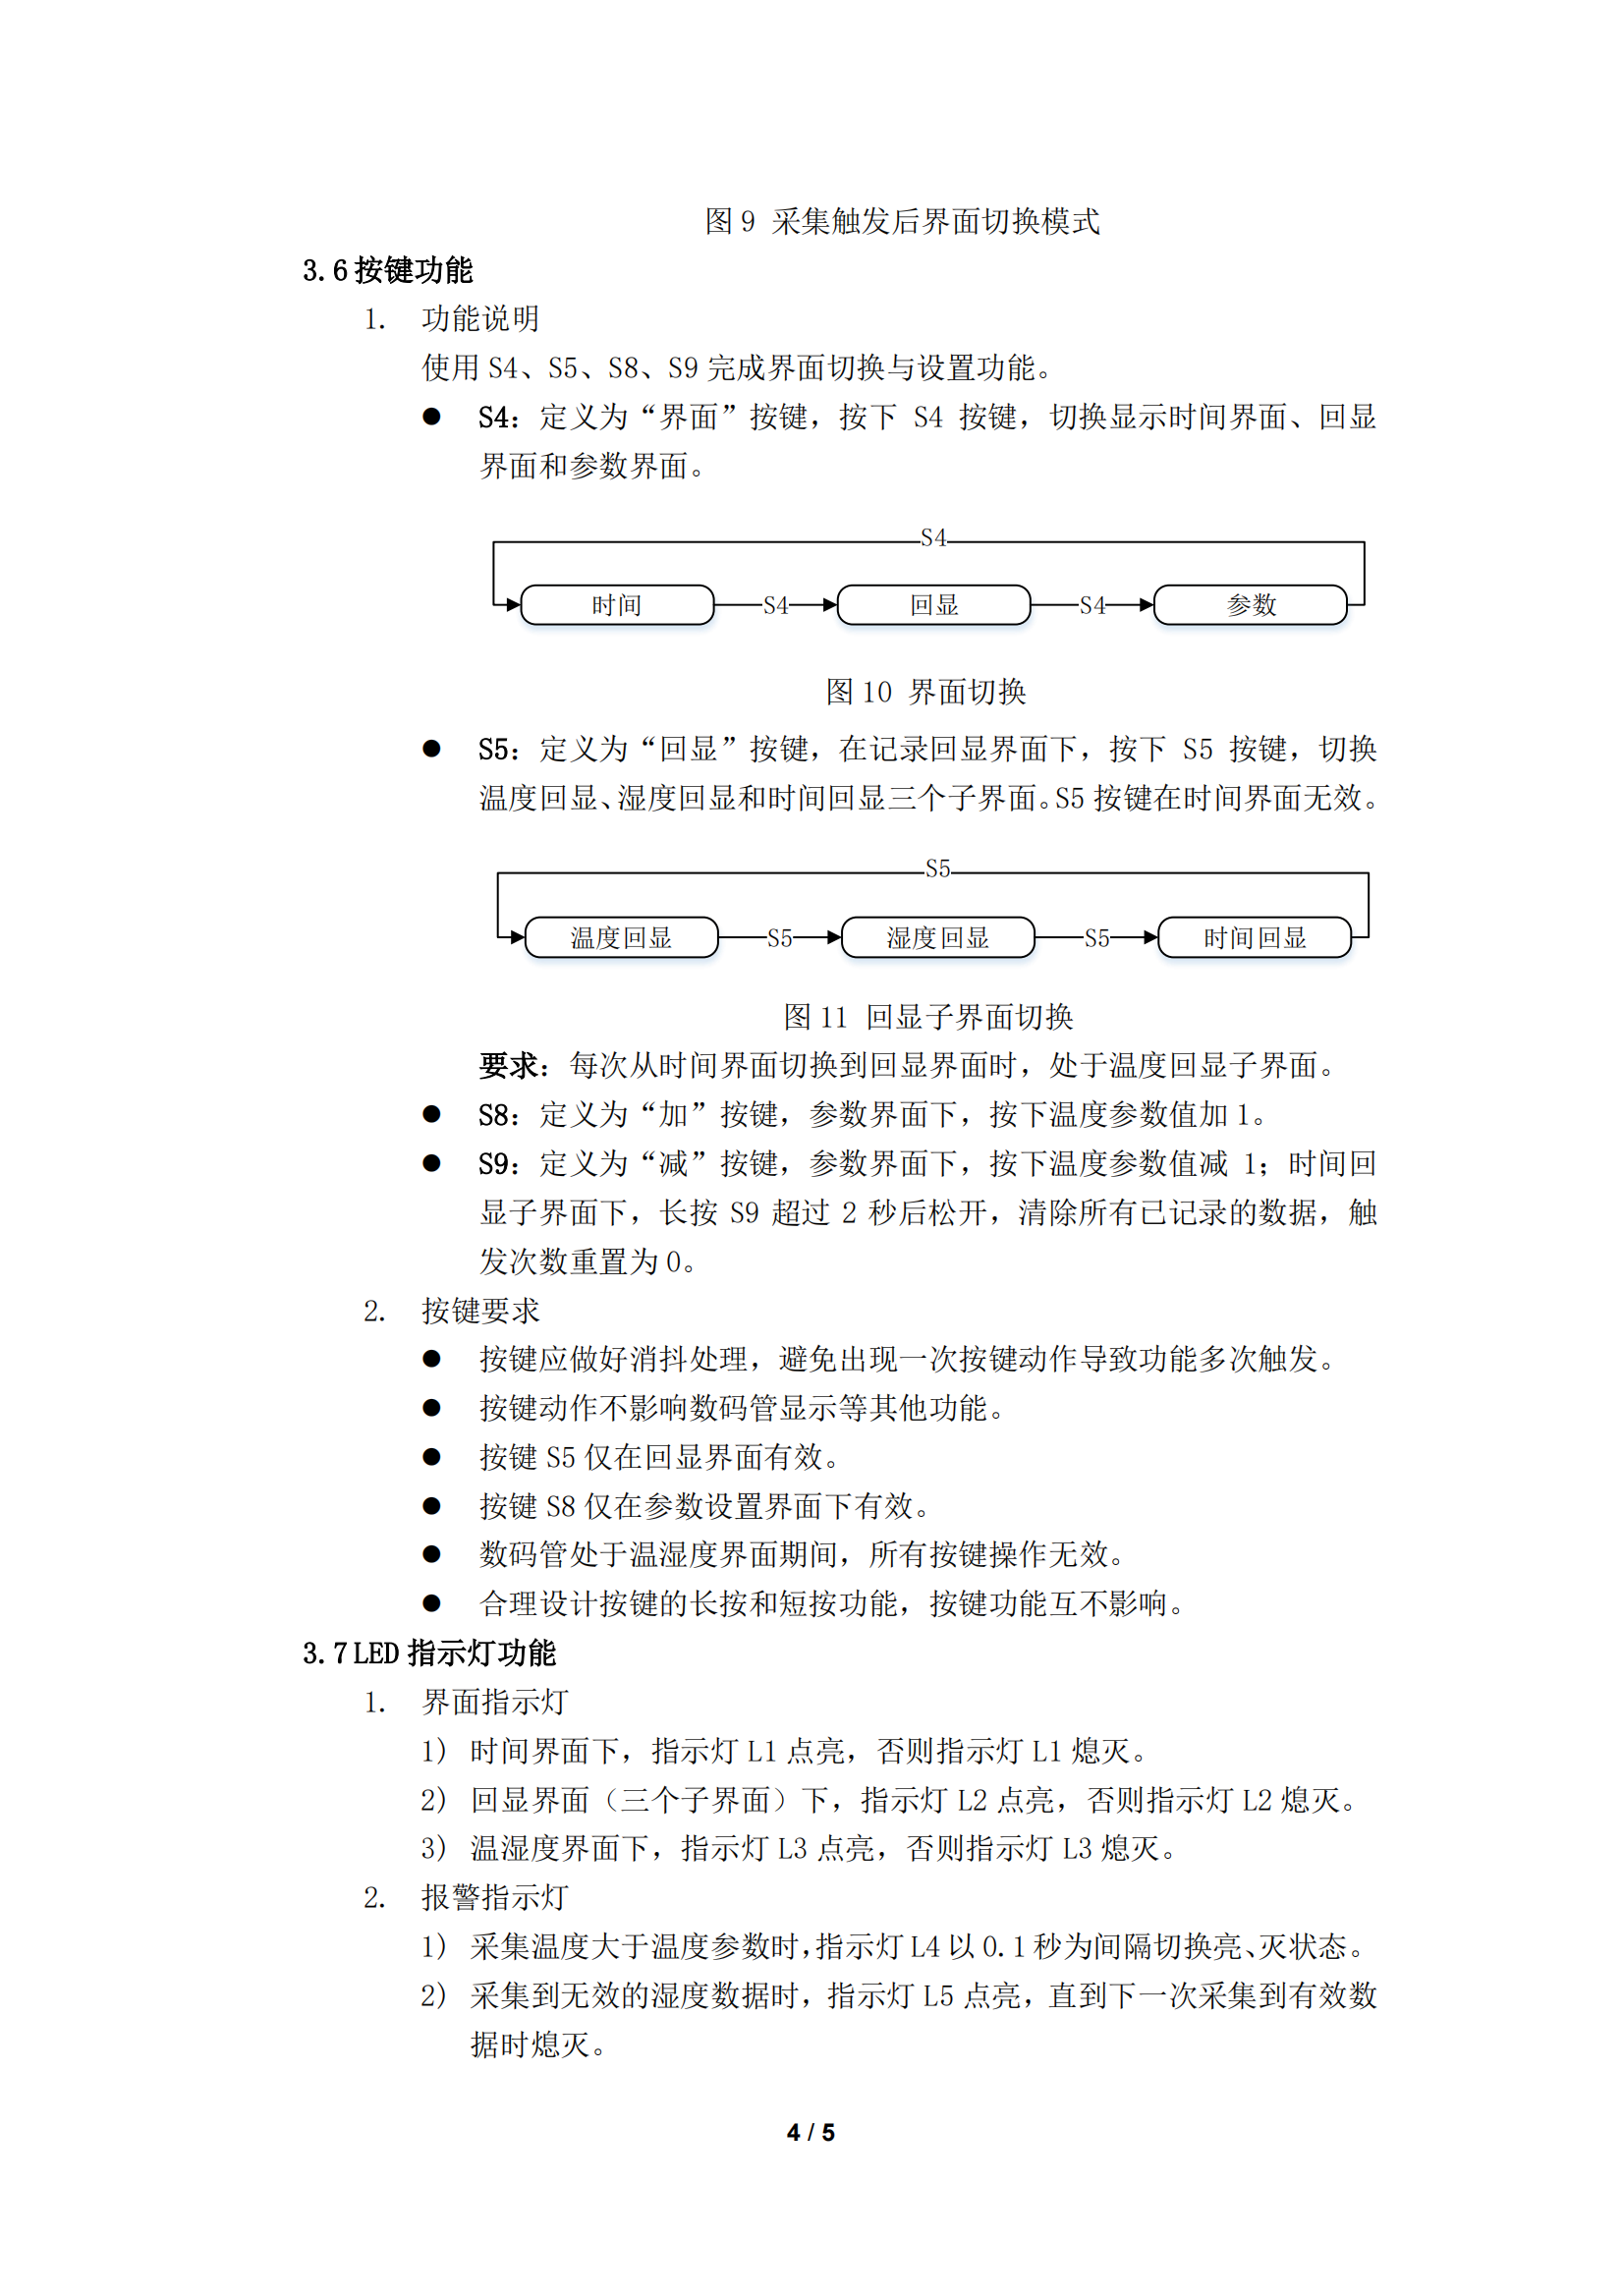 图9 采集触发后界面切换模式
3.6按键功能
1. 功能说明
使用 S4、S5、S8、S9 完成界面切换与设置功能。
● S4：定义为“界面”按键，按下 S4 按键，切换显示时间界面、回显
界面和参数界面。
S4
时间 S4 回显 S4 参数
图10 界面切换
● S5：定义为“回显”按键，在记录回显界面下，按下 S5 按键，切换
温度回显、湿度回显和时间回显三个子界面。S5 按键在时间界面无效。
S5
温度回显 S5 湿度回显 S5 时间回显
图11 回显子界面切换
要求：每次从时间界面切换到回显界面时，处于温度回显子界面。
● S8：定义为“加”按键，参数界面下，按下温度参数值加1。
● S9：定义为“减”按键，参数界面下，按下温度参数值减 1；时间回
显子界面下，长按 S9 超过 2 秒后松开，清除所有已记录的数据，触
发次数重置为0。
2. 按键要求
● 按键应做好消抖处理，避免出现一次按键动作导致功能多次触发。
● 按键动作不影响数码管显示等其他功能。
● 按键 S5 仅在回显界面有效。
● 按键 S8 仅在参数设置界面下有效。
● 数码管处于温湿度界面期间，所有按键操作无效。
● 合理设计按键的长按和短按功能，按键功能互不影响。
3.7 LED 指示灯功能
1. 界面指示灯
1) 时间界面下，指示灯 L1 点亮，否则指示灯 L1 熄灭。
2) 回显界面（三个子界面）下，指示灯 L2 点亮，否则指示灯 L2 熄灭。
3) 温湿度界面下，指示灯 L3 点亮，否则指示灯 L3 熄灭。
2. 报警指示灯
1) 采集温度大于温度参数时，指示灯 L4 以 0.1 秒为间隔切换亮、灭状态。
2) 采集到无效的湿度数据时，指示灯 L5 点亮，直到下一次采集到有效数
据时熄灭。
4 / 5